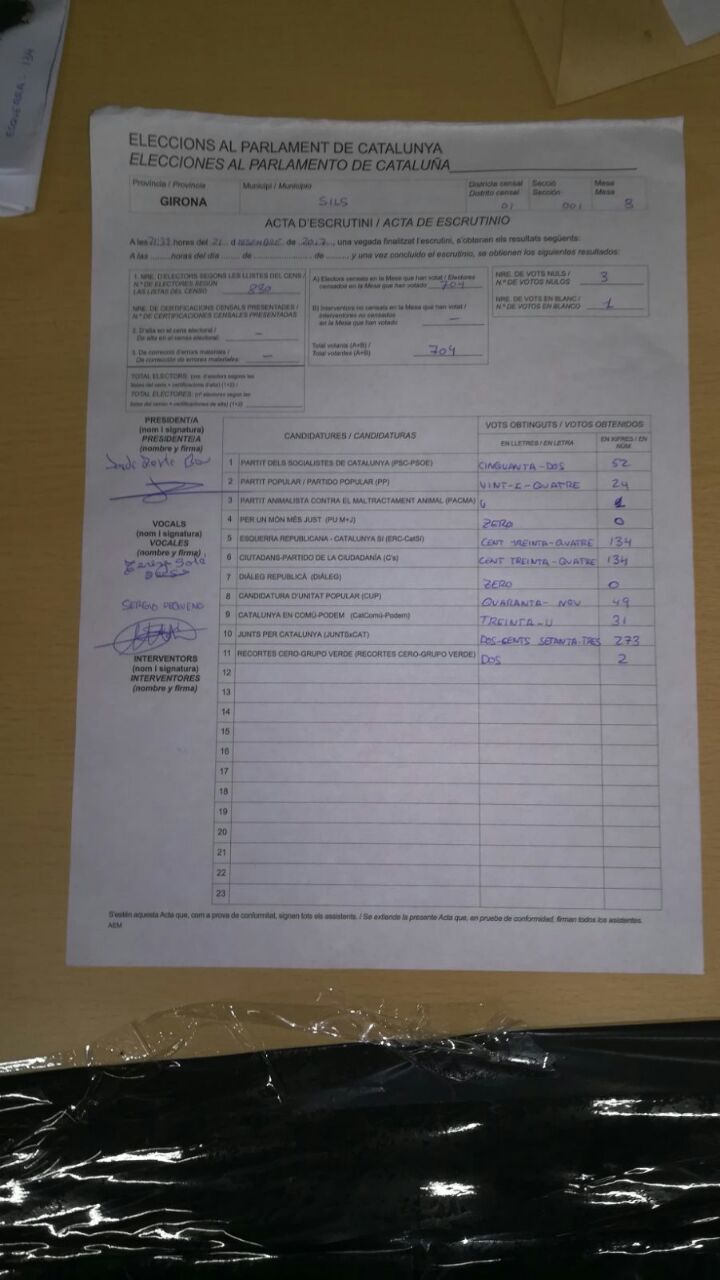 ESQUERRA - 134
ELECCIONS AL PARLAMENT DE CATALUNYA
ELECCIONES AL PARLAMENTO DE CATALUÑA
Província / Provincia Municipi / Municipio Districte censal Secció Mesa
Distrito censal Sección Mesa
GIRONA SILS 01 001 B
ACTA D'ESCRUTINI / ACTA DE ESCRUTINIO
A les 21:33 hores del 21 . d DESEMBRE. de . 2017 , una vegada finalitzat l'escrutini, s'obtenen els resultats següents:
A las .........horas del día ....... de ..................... de ............ y una vez concluido el escrutinio, se obtienen los siguientes resultados:
1. NRE. D'ELECTORS SEGONS LES LLISTES DEL CENS /
N.º DE ELECTORES SEGÚN
LAS LISTAS DEL CENSO
NRE. DE CERTIFICACIONS CENSALS PRESENTADES /
N.º DE CERTIFICACIONES CENSALES PRESENTADAS
2. D'alta en el cens electoral / –
De alta en el censo electoral:
3. De correcció d'errors materials / –
De corrección de errores materiales:
TOTAL ELECTORS: (nre. d'electors segons les
llistes del cens + certificacions d'alta) (1+2) /
TOTAL ELECTORES: (nº electores según las
listas del censo + certificaciones de alta) (1+2)
A) Electors censats en la Mesa que han votat / Electores
censados en la Mesa que han votado 704
B) Interventors no censats en la Mesa que han votat /
Interventores no censados
en la Mesa que han votado –
Total votants (A+B) /
Total votantes (A+B) 704
NRE. DE VOTS NULS /
N.º DE VOTOS NULOS 3
NRE. DE VOTS EN BLANC /
N.º DE VOTOS EN BLANCO 1
PRESIDENT/A
(nom i signatura)
PRESIDENTE/A
(nombre y firma)
VOCALS
(nom i signatura)
VOCALES
(nombre y firma)
SERGIO PEQUENO
INTERVENTORS
(nom i signatura)
INTERVENTORES
(nombre y firma)
CANDIDATURES / CANDIDATURAS VOTS OBTINGUTS / VOTOS OBTENIDOS
EN LLETRES / EN LETRA EN XIFRES / EN NÚM.
1 PARTIT DELS SOCIALISTES DE CATALUNYA (PSC-PSOE) CINQUANTA-DOS 52
2 PARTIT POPULAR / PARTIDO POPULAR (PP) VINT-I-QUATRE 24
3 PARTIT ANIMALISTA CONTRA EL MALTRACTAMENT ANIMAL (PACMA) 1
4 PER UN MÓN MÉS JUST (PU M+J) ZERO 0
5 ESQUERRA REPUBLICANA - CATALUNYA SÍ (ERC-CatSí) CENT TREINTA-QUATRE 134
6 CIUTADANS-PARTIDO DE LA CIUDADANÍA (C's) CENT TREINTA-QUATRE 134
7 DIÀLEG REPUBLICÀ (DIÀLEG) ZERO 0
8 CANDIDATURA D'UNITAT POPULAR (CUP) QUARANTA-NOU 49
9 CATALUNYA EN COMÚ-PODEM (CatComú-Podem) TREINTA-U 31
10 JUNTS PER CATALUNYA (JUNTSxCAT) DOS-CENTS SETANTA-TRES 273
11 RECORTES CERO-GRUPO VERDE (RECORTES CERO-GRUPO VERDE) DOS 2
12
13
14
15
16
17
18
19
20
21
22
23
S'estén aquesta Acta que, com a prova de conformitat, signen tots els assistents. / Se extiende la presente Acta que, en prueba de conformidad, firman todos los asistentes.
AEM